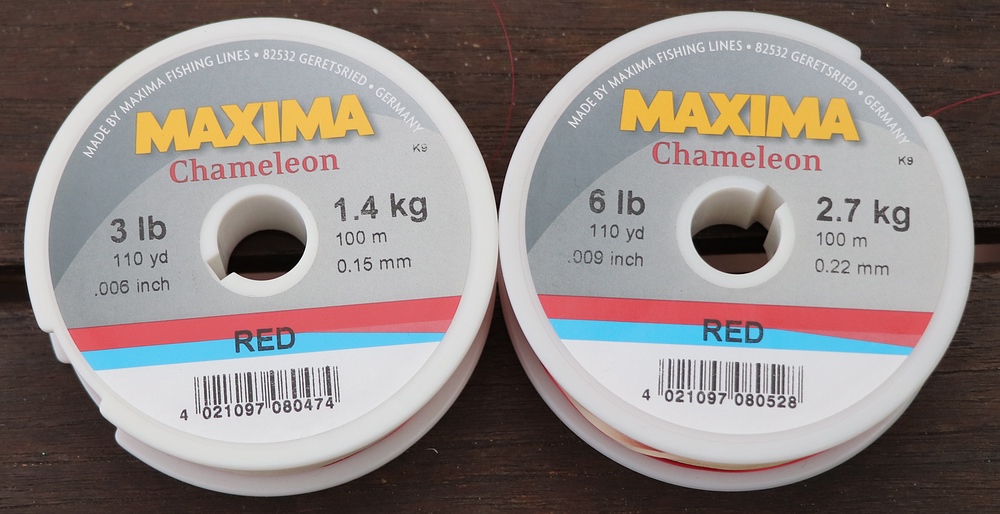 MADE BY MAXIMA FISHING LINES • 82532 GERETSRIED • GERMANY
MAXIMA
Chameleon
K9
3 lb
110 yd
.006 inch
1.4 kg
100 m
0.15 mm
RED
4 021097 080474
MADE BY MAXIMA FISHING LINES • 82532 GERETSRIED • GERMANY
MAXIMA
Chameleon
K9
6 lb
110 yd
.009 inch
2.7 kg
100 m
0.22 mm
RED
4 021097 080528